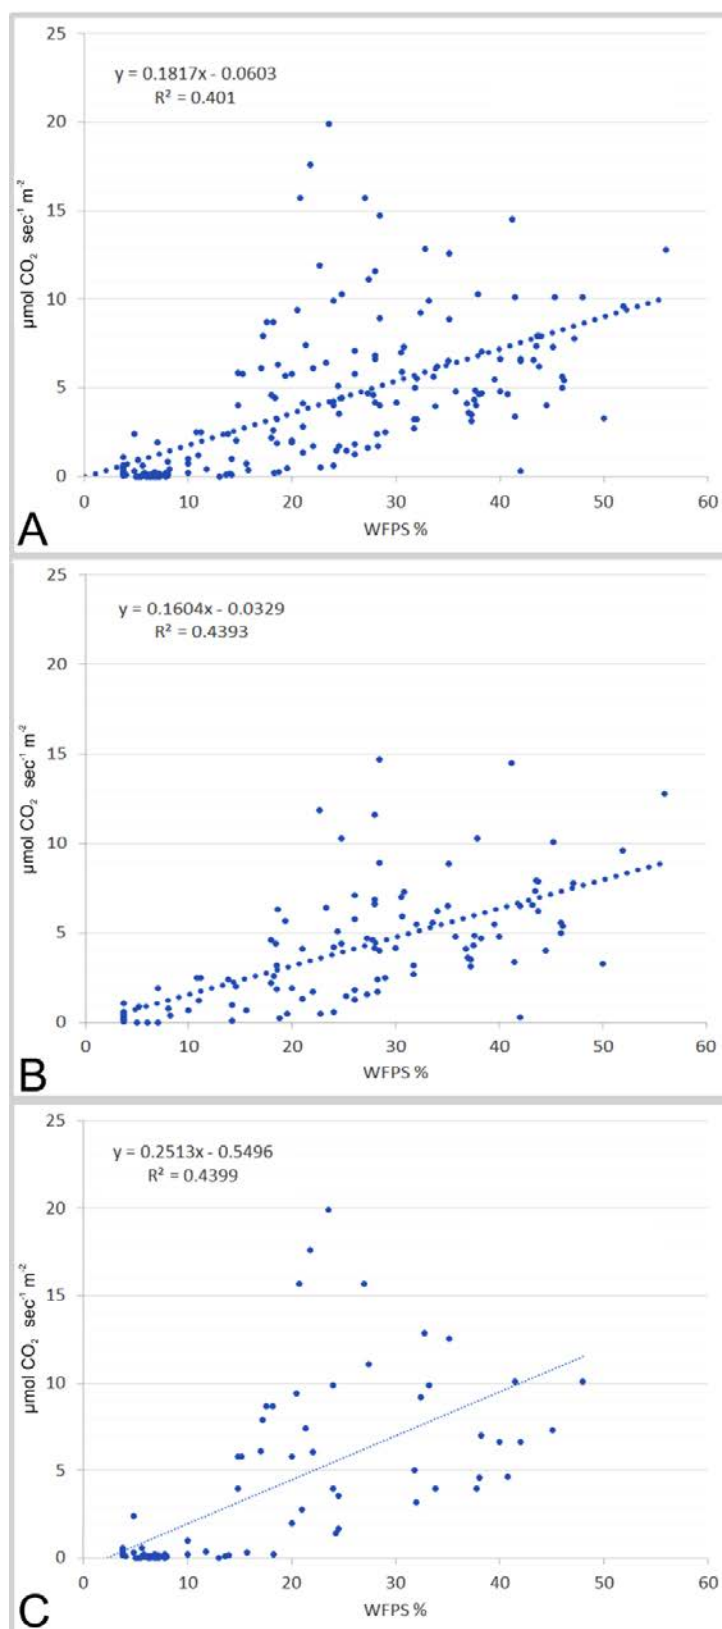 25
y = 0.1817x - 0.0603
R² = 0.401
20
15
10
5
0
µmol CO₂ sec⁻¹ m⁻²
0 10 20 30 40 50 60
WFPS %
A
25
y = 0.1604x - 0.0329
R² = 0.4393
20
15
10
5
0
µmol CO₂ sec⁻¹ m⁻²
0 10 20 30 40 50 60
WFPS %
B
25
y = 0.2513x - 0.5496
R² = 0.4399
20
15
10
5
0
µmol CO₂ sec⁻¹ m⁻²
0 10 20 30 40 50 60
WFPS %
C